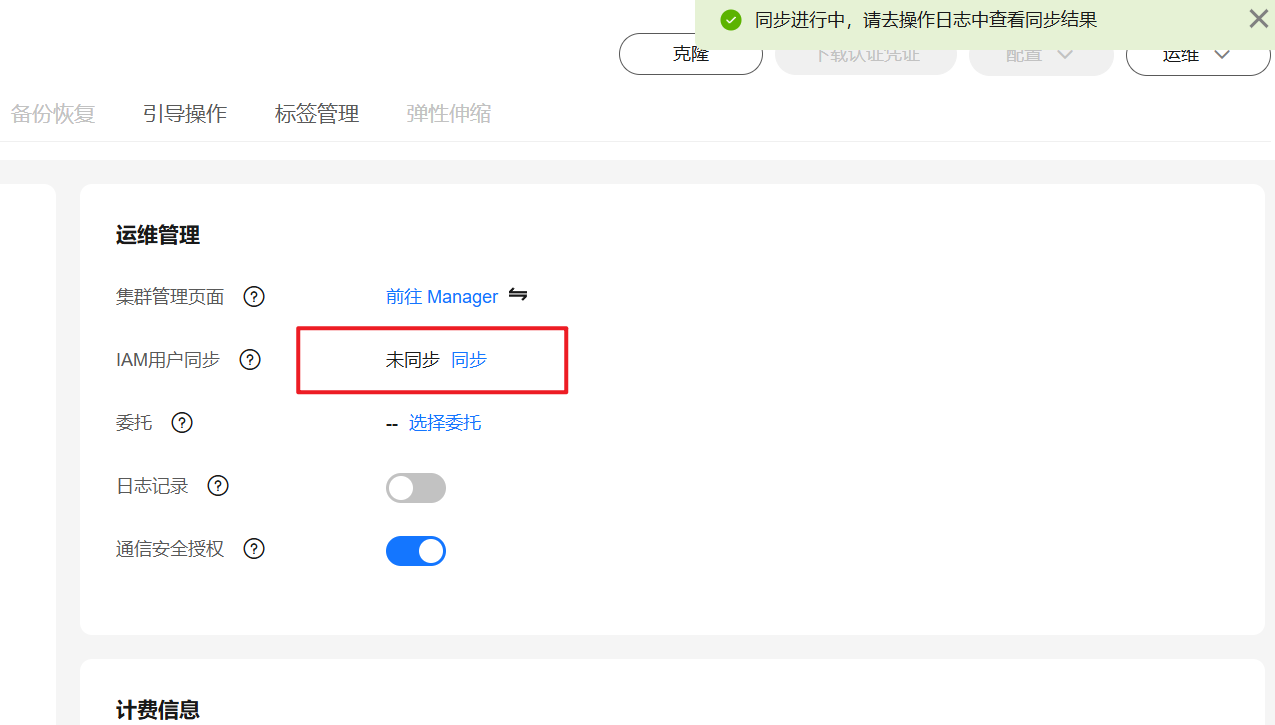 同步进行中，请去操作日志中查看同步结果
克隆 下载认证凭证 配置 运维
备份恢复 引导操作 标签管理 弹性伸缩
运维管理
集群管理页面 ? 前往 Manager
IAM用户同步 ? 未同步 同步
委托 ? -- 选择委托
日志记录 ?
通信安全授权 ?
计费信息